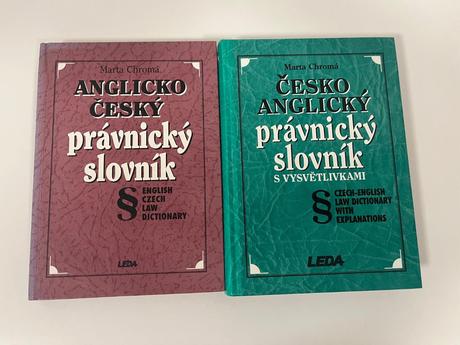 Marta Chromá
ANGLICKO
ČESKÝ
právnický
slovník
§
ENGLISH
CZECH
LAW
DICTIONARY
LEDA
Marta Chromá
ČESKO
ANGLICKÝ
právnický
slovník
S VYSVĚTLIVKAMI
§
CZECH-ENGLISH
LAW DICTIONARY
WITH
EXPLANATIONS
LEDA